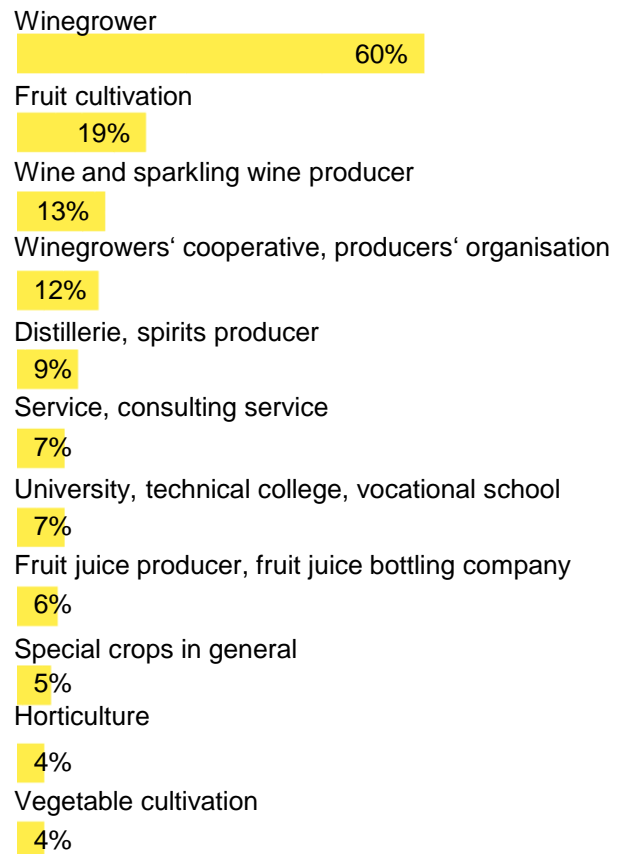 Winegrower
60%
Fruit cultivation
19%
Wine and sparkling wine producer
13%
Winegrowers‘ cooperative, producers‘ organisation
12%
Distillerie, spirits producer
9%
Service, consulting service
7%
University, technical college, vocational school
7%
Fruit juice producer, fruit juice bottling company
6%
Special crops in general
5%
Horticulture
4%
Vegetable cultivation
4%